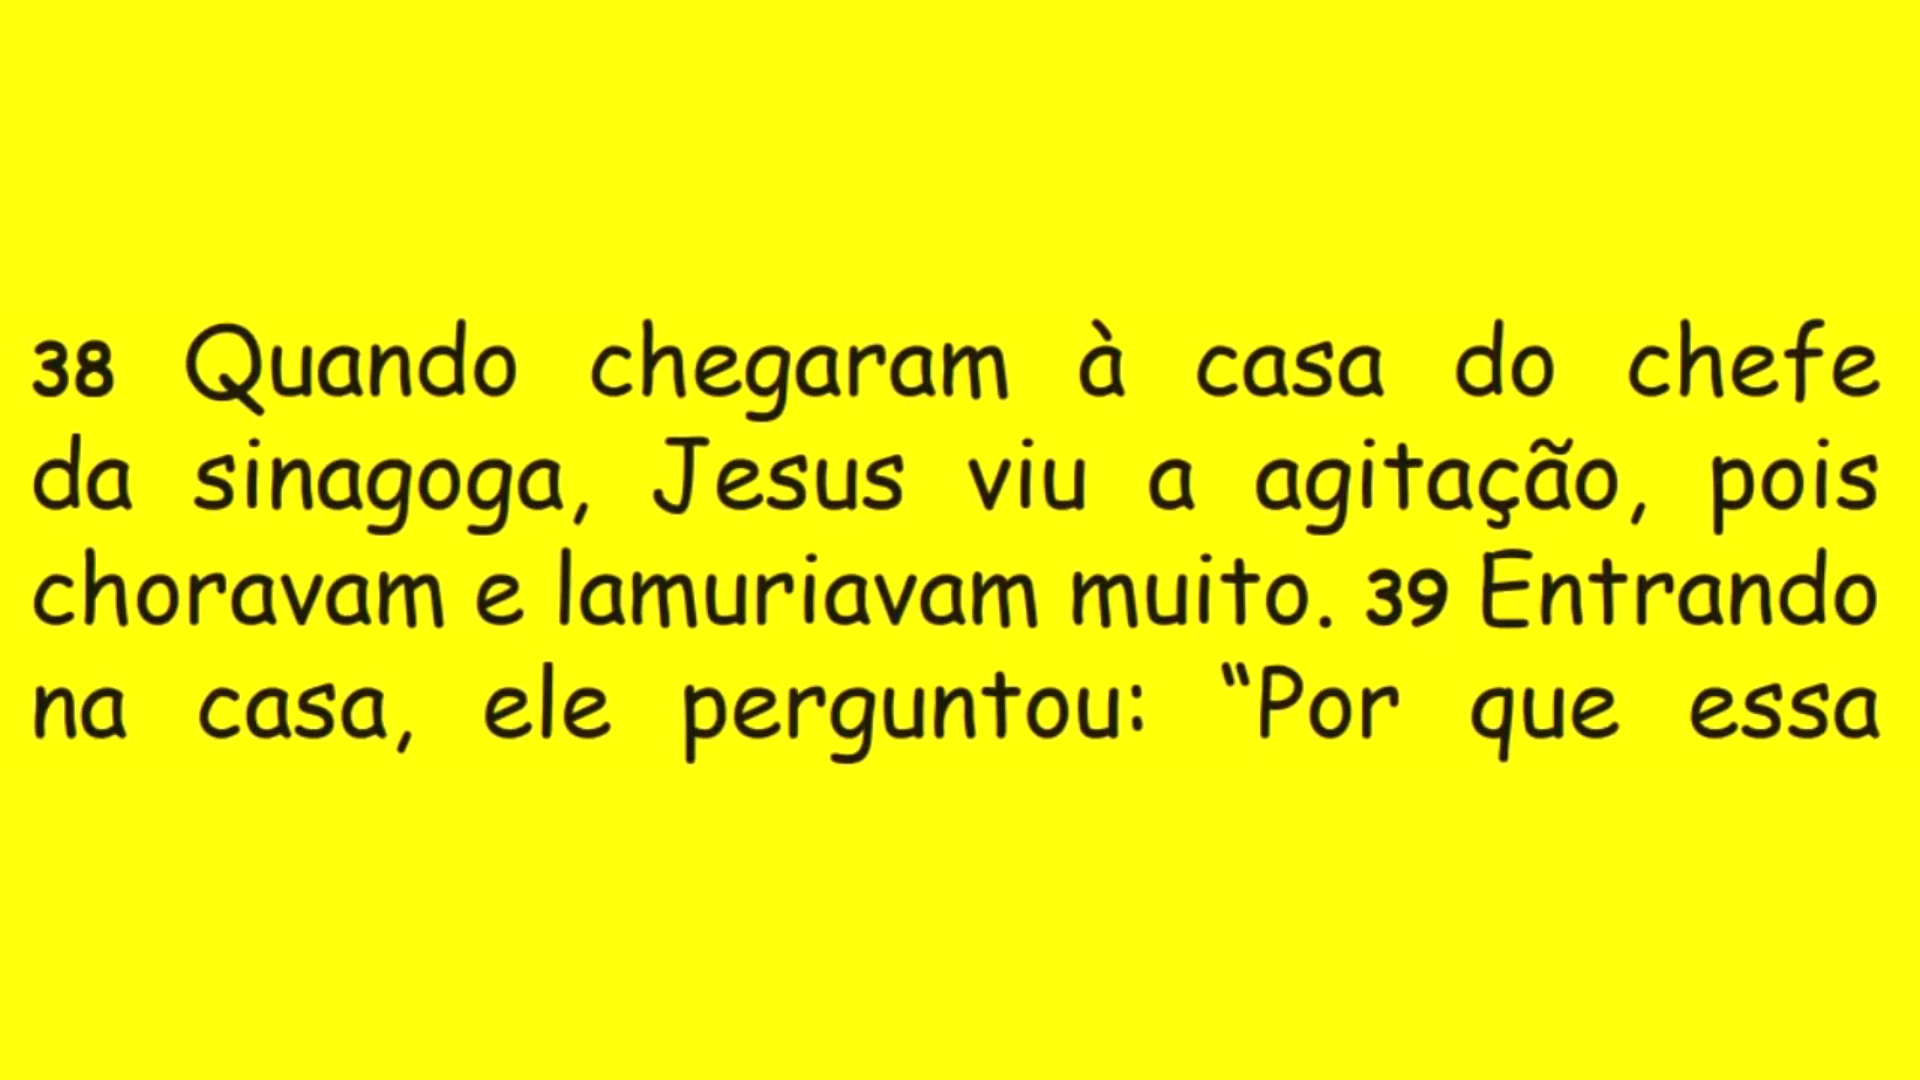 38 Quando chegaram à casa do chefe
da sinagoga, Jesus viu a agitação, pois
choravam e lamuriavam muito. 39 Entrando
na casa, ele perguntou: “Por que essa